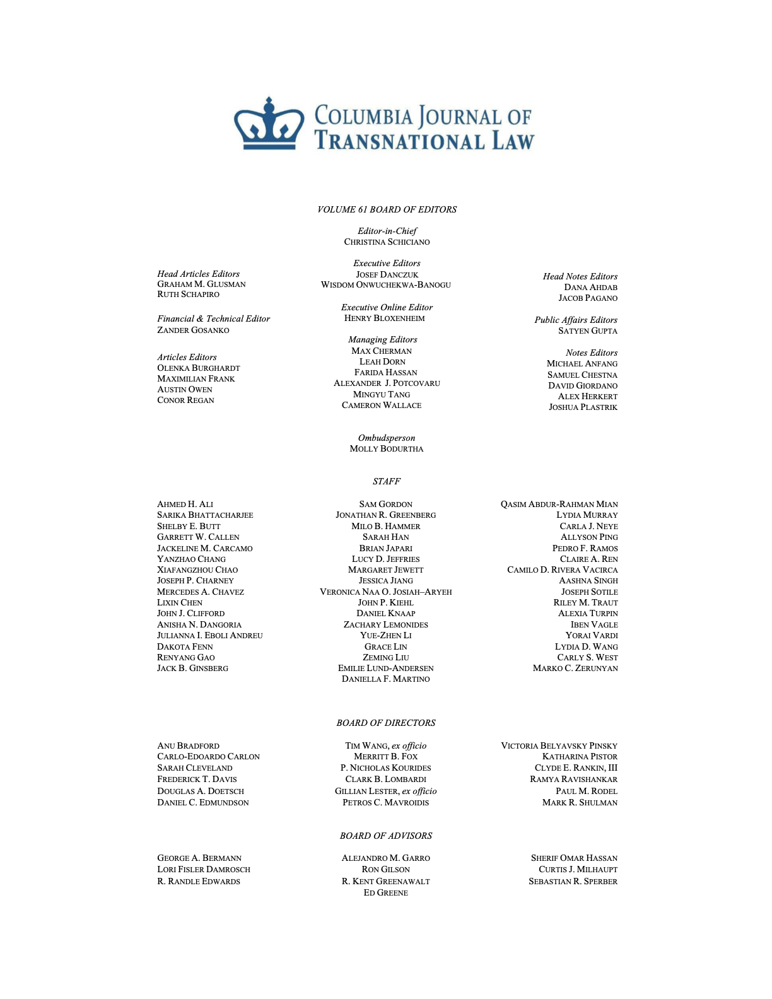 COLUMBIA JOURNAL OF
TRANSNATIONAL LAW
VOLUME 61 BOARD OF EDITORS
Editor-in-Chief
CHRISTINA SCHICIANO
Head Articles Editors
GRAHAM M. GLUSMAN
RUTH SCHAPIRO
Financial & Technical Editor
ZANDER GOSANKO
Articles Editors
OLENKA BURGHARDT
MAXIMILIAN FRANK
AUSTIN OWEN
CONOR REGAN
Executive Editors
JOSEF DANCZUK
WISDOM ONWUCHEKWA-BANOGU
Executive Online Editor
HENRY BLOXENHEIM
Managing Editors
MAX CHERMAN
LEAH DORN
FARIDA HASSAN
ALEXANDER J. POTCOVARU
MINGYU TANG
CAMERON WALLACE
Head Notes Editors
DANA AHDAB
JACOB PAGANO
Public Affairs Editors
SATYEN GUPTA
Notes Editors
MICHAEL ANFANG
SAMUEL CHESTNA
DAVID GIORDANO
ALEX HERKERT
JOSHUA PLASTRIK
Ombudsperson
MOLLY BODURTHA
STAFF
AHMED H. ALI
SARIKA BHATTACHARJEE
SHELBY E. BUTT
GARRETT W. CALLEN
JACKELINE M. CARCAMO
YANZHAO CHANG
XIAFANGZHOU CHAO
JOSEPH P. CHARNEY
MERCEDES A. CHAVEZ
LIXIN CHEN
JOHN J. CLIFFORD
ANISHA N. DANGORIA
JULIANNA I. EBOLI ANDREU
DAKOTA FENN
RENYANG GAO
JACK B. GINSBERG
SAM GORDON
JONATHAN R. GREENBERG
MILO B. HAMMER
SARAH HAN
BRIAN JAPARI
LUCY D. JEFFRIES
MARGARET JEWETT
JESSICA JIANG
VERONICA NAA O. JOSIAH–ARYEH
JOHN P. KIEHL
DANIEL KNAAP
ZACHARY LEMONIDES
YUE-ZHEN LI
GRACE LIN
ZEMING LIU
EMILIE LUND-ANDERSEN
DANIELLA F. MARTINO
QASIM ABDUR-RAHMAN MIAN
LYDIA MURRAY
CARLA J. NEYE
ALLYSON PING
PEDRO F. RAMOS
CLAIRE A. REN
CAMILO D. RIVERA VACIRCA
AASHNA SINGH
JOSEPH SOTILE
RILEY M. TRAUT
ALEXIA TURPIN
IBEN VAGLE
YORAI VARDI
LYDIA D. WANG
CARLY S. WEST
MARKO C. ZERUNYAN
BOARD OF DIRECTORS
ANU BRADFORD
CARLO-EDOARDO CARLON
SARAH CLEVELAND
FREDERICK T. DAVIS
DOUGLAS A. DOETSCH
DANIEL C. EDMUNDSON
TIM WANG, ex officio
MERRITT B. FOX
P. NICHOLAS KOURIDES
CLARK B. LOMBARDI
GILLIAN LESTER, ex officio
PETROS C. MAVROIDIS
VICTORIA BELYAVSKY PINSKY
KATHARINA PISTOR
CLYDE E. RANKIN, III
RAMYA RAVISHANKAR
PAUL M. RODEL
MARK R. SHULMAN
BOARD OF ADVISORS
GEORGE A. BERMANN
LORI FISLER DAMROSCH
R. RANDLE EDWARDS
ALEJANDRO M. GARRO
RON GILSON
R. KENT GREENAWALT
ED GREENE
SHERIF OMAR HASSAN
CURTIS J. MILHAUPT
SEBASTIAN R. SPERBER